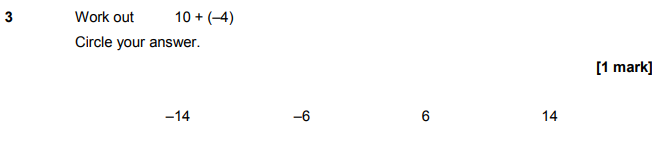 3 Work out 10 + (–4)
Circle your answer.
[1 mark]
–14 –6 6 14